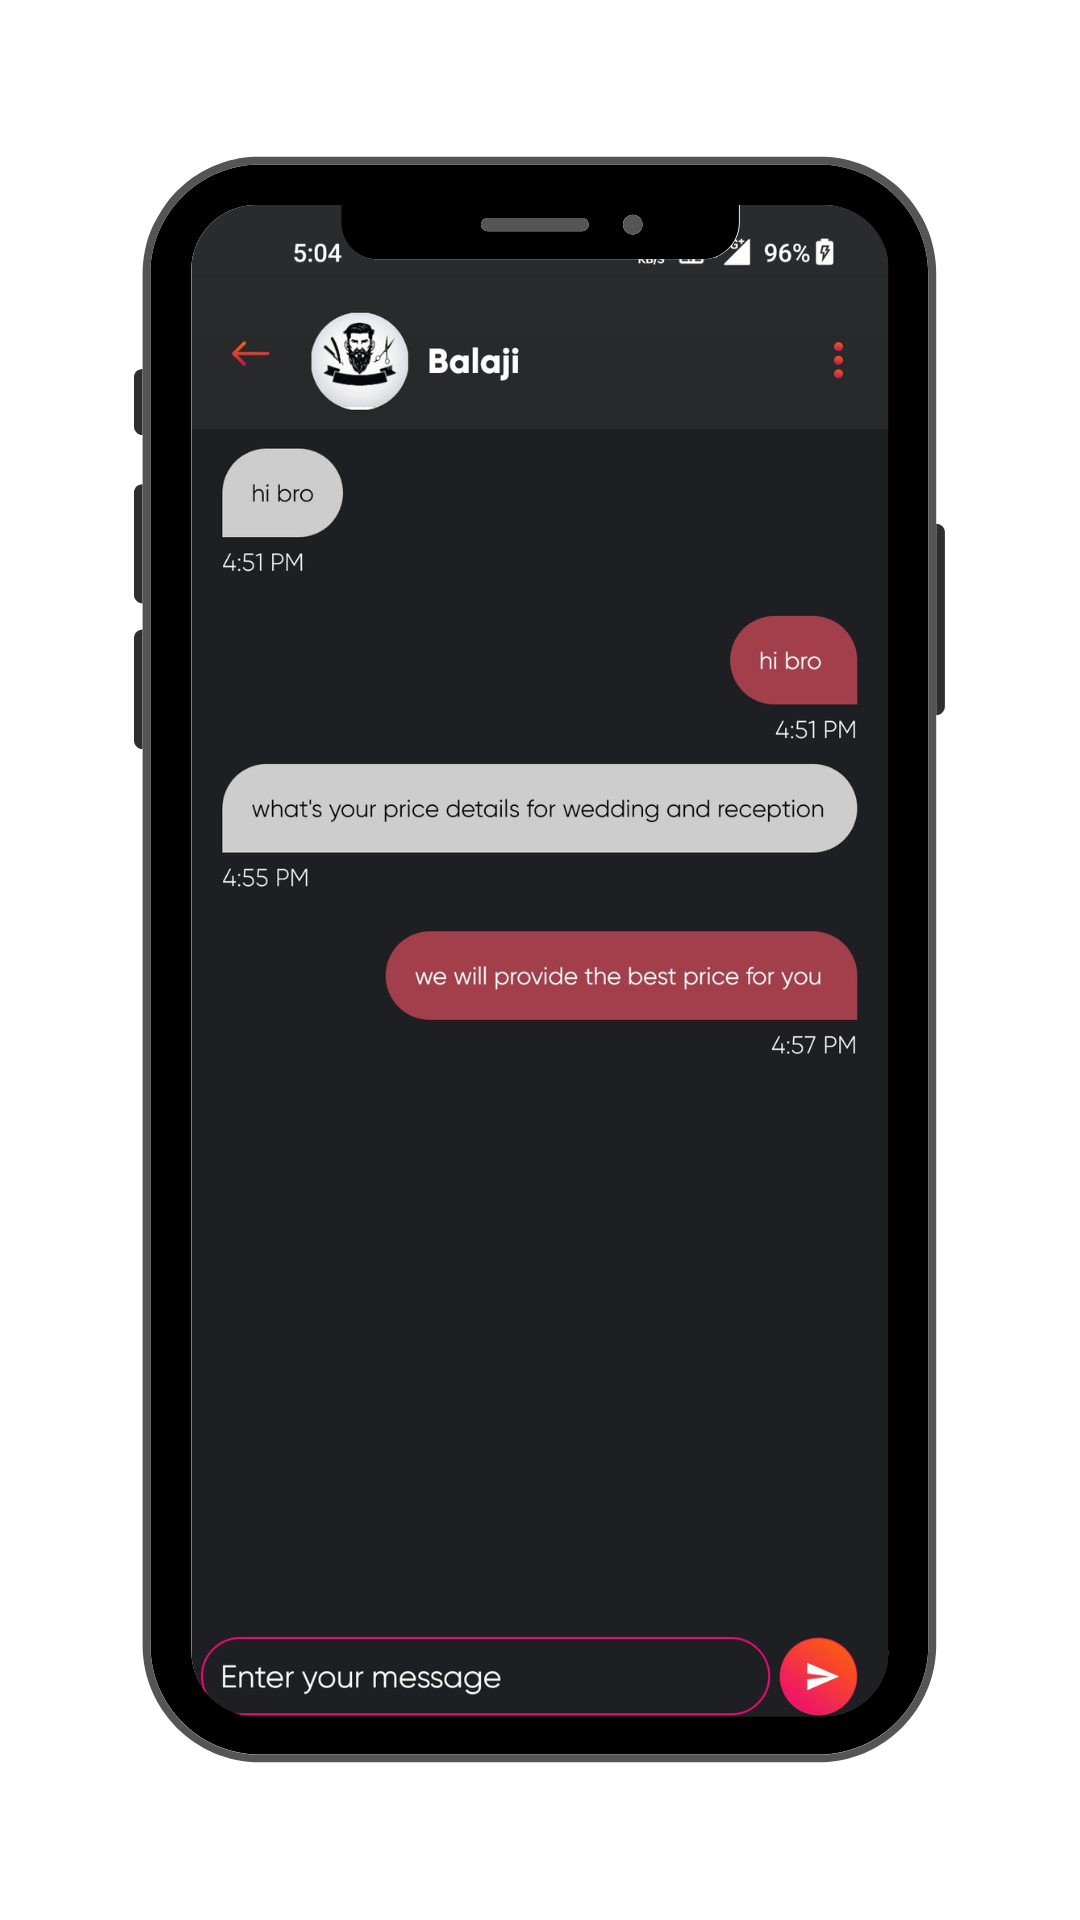 5:04
96%
Balaji
hi bro
4:51 PM
hi bro
4:51 PM
what's your price details for wedding and reception
4:55 PM
we will provide the best price for you
4:57 PM
Enter your message